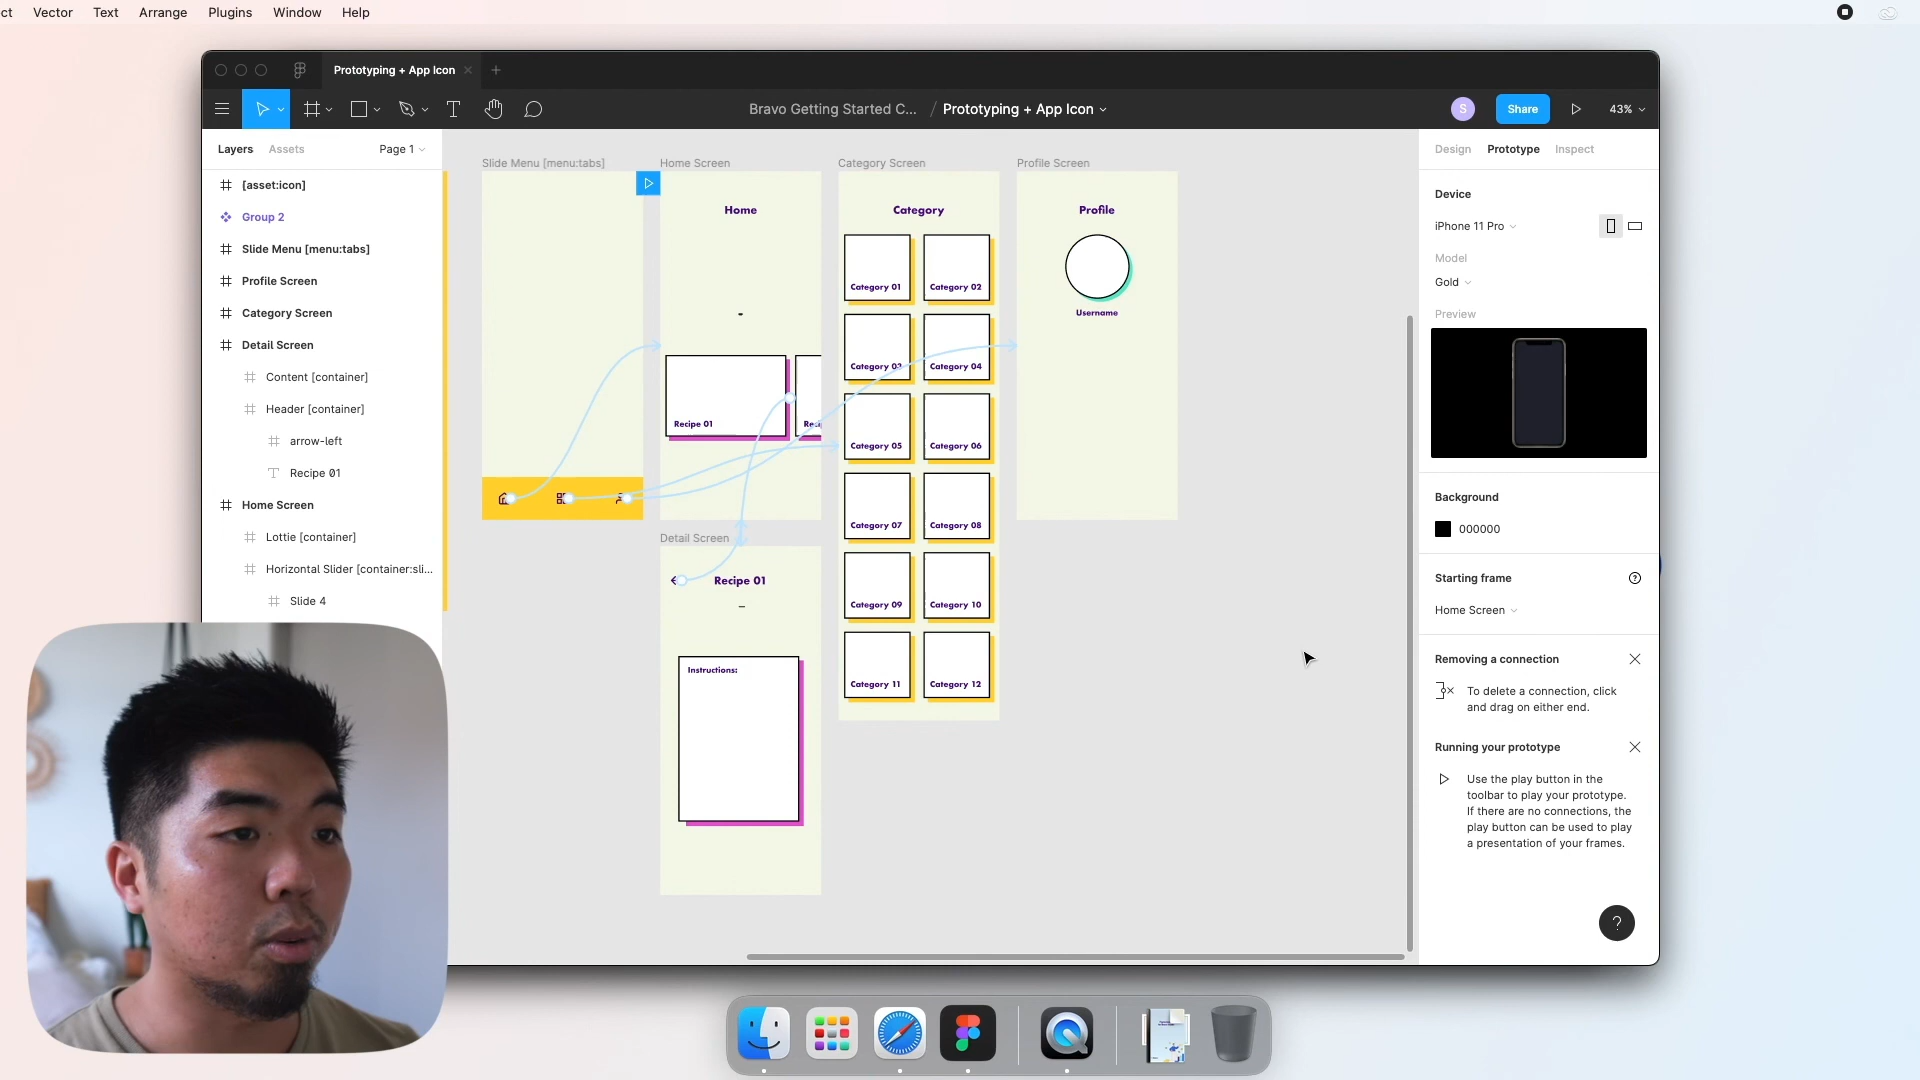 ct Vector Text Arrange Plugins Window Help
Prototyping + App Icon
Bravo Getting Started C... / Prototyping + App Icon
S
Share
43%
Layers Assets Page 1
[asset:icon]
Group 2
Slide Menu [menu:tabs]
Profile Screen
Category Screen
Detail Screen
Content [container]
Header [container]
arrow-left
Recipe 01
Home Screen
Lottie [container]
Horizontal Slider [container:sli...
Slide 4
Slide Menu [menu:tabs]
Home Screen
Home
Recipe 01
Category Screen
Category
Category 01
Category 02
Category 03
Category 04
Category 05
Category 06
Category 07
Category 08
Category 09
Category 10
Category 11
Category 12
Profile Screen
Profile
Username
Detail Screen
Recipe 01
Instructions:
Design Prototype Inspect
Device
iPhone 11 Pro
Model
Gold
Preview
Background
000000
Starting frame
Home Screen
Removing a connection
To delete a connection, click
and drag on either end.
Running your prototype
Use the play button in the
toolbar to play your prototype.
If there are no connections, the
play button can be used to play
a presentation of your frames.
?